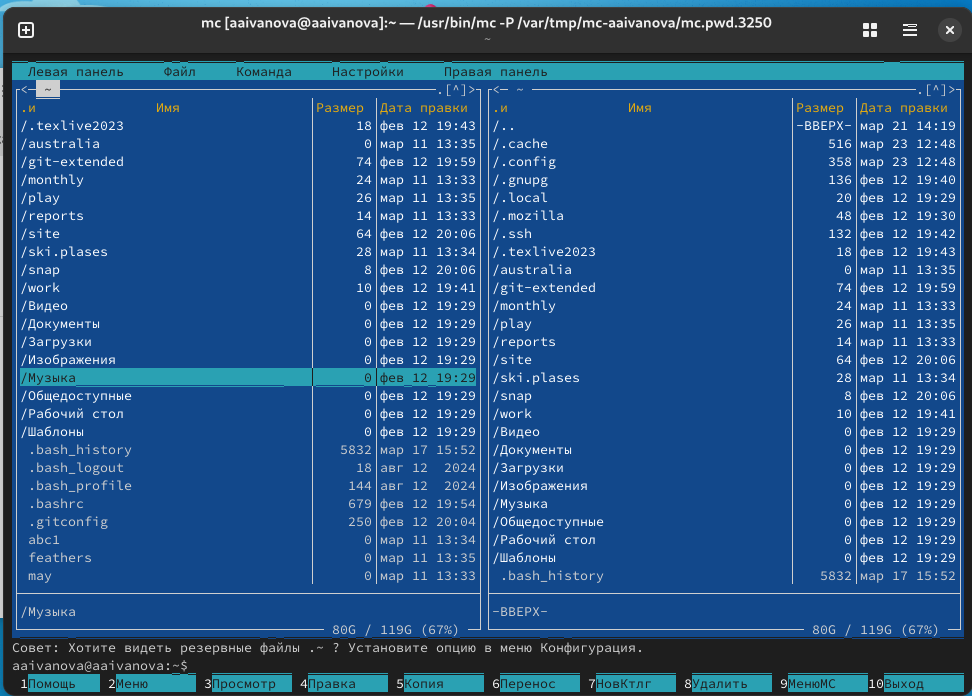 mc [aaivanova@aaivanova]:~ — /usr/bin/mc -P /var/tmp/mc-aaivanova/mc.pwd.3250
~
Левая панель Файл Команда Настройки Правая панель
<─ ~ .[^]>
.и Имя Размер Дата правки
/.texlive2023 18 фев 12 19:43
/australia 0 мар 11 13:35
/git-extended 74 фев 12 19:59
/monthly 24 мар 11 13:33
/play 26 мар 11 13:35
/reports 14 мар 11 13:33
/site 64 фев 12 20:06
/ski.plases 28 мар 11 13:34
/snap 8 фев 12 20:06
/work 10 фев 12 19:41
/Видео 0 фев 12 19:29
/Документы 0 фев 12 19:29
/Загрузки 0 фев 12 19:29
/Изображения 0 фев 12 19:29
/Музыка 0 фев 12 19:29
/Общедоступные 0 фев 12 19:29
/Рабочий стол 0 фев 12 19:29
/Шаблоны 0 фев 12 19:29
.bash_history 5832 мар 17 15:52
.bash_logout 18 авг 12 2024
.bash_profile 144 авг 12 2024
.bashrc 679 фев 12 19:54
.gitconfig 250 фев 12 20:04
abc1 0 мар 11 13:34
feathers 0 мар 11 13:35
may 0 мар 11 13:33
/Музыка
80G / 119G (67%)
<─ ~ .[^]>
.и Имя Размер Дата правки
/.. -ВВЕРХ- мар 21 14:19
/.cache 516 мар 23 12:48
/.config 358 мар 23 12:48
/.gnupg 136 фев 12 19:40
/.local 20 фев 12 19:29
/.mozilla 48 фев 12 19:30
/.ssh 132 фев 12 19:42
/.texlive2023 18 фев 12 19:43
/australia 0 мар 11 13:35
/git-extended 74 фев 12 19:59
/monthly 24 мар 11 13:33
/play 26 мар 11 13:35
/reports 14 мар 11 13:33
/site 64 фев 12 20:06
/ski.plases 28 мар 11 13:34
/snap 8 фев 12 20:06
/work 10 фев 12 19:41
/Видео 0 фев 12 19:29
/Документы 0 фев 12 19:29
/Загрузки 0 фев 12 19:29
/Изображения 0 фев 12 19:29
/Музыка 0 фев 12 19:29
/Общедоступные 0 фев 12 19:29
/Рабочий стол 0 фев 12 19:29
/Шаблоны 0 фев 12 19:29
.bash_history 5832 мар 17 15:52
-ВВЕРХ-
80G / 119G (67%)
Совет: Хотите видеть резервные файлы .~ ? Установите опцию в меню Конфигурация.
aaivanova@aaivanova:~$
1Помощь 2Меню 3Просмотр 4Правка 5Копия 6Перенос 7НовКтлг 8Удалить 9МенюMC 10Выход